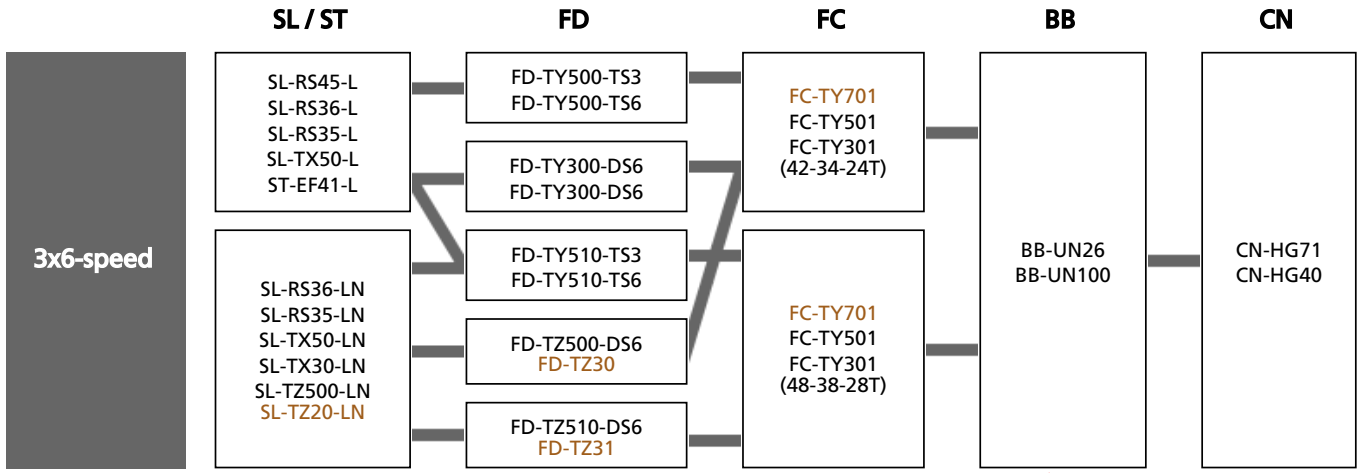 SL / ST
FD
FC
BB
CN
3x6-speed
SL-RS45-L
SL-RS36-L
SL-RS35-L
SL-TX50-L
ST-EF41-L
SL-RS36-LN
SL-RS35-LN
SL-TX50-LN
SL-TX30-LN
SL-TZ500-LN
SL-TZ20-LN
FD-TY500-TS3
FD-TY500-TS6
FD-TY300-DS6
FD-TY300-DS6
FD-TY510-TS3
FD-TY510-TS6
FD-TZ500-DS6
FD-TZ30
FD-TZ510-DS6
FD-TZ31
FC-TY701
FC-TY501
FC-TY301
(42-34-24T)
FC-TY701
FC-TY501
FC-TY301
(48-38-28T)
BB-UN26
BB-UN100
CN-HG71
CN-HG40